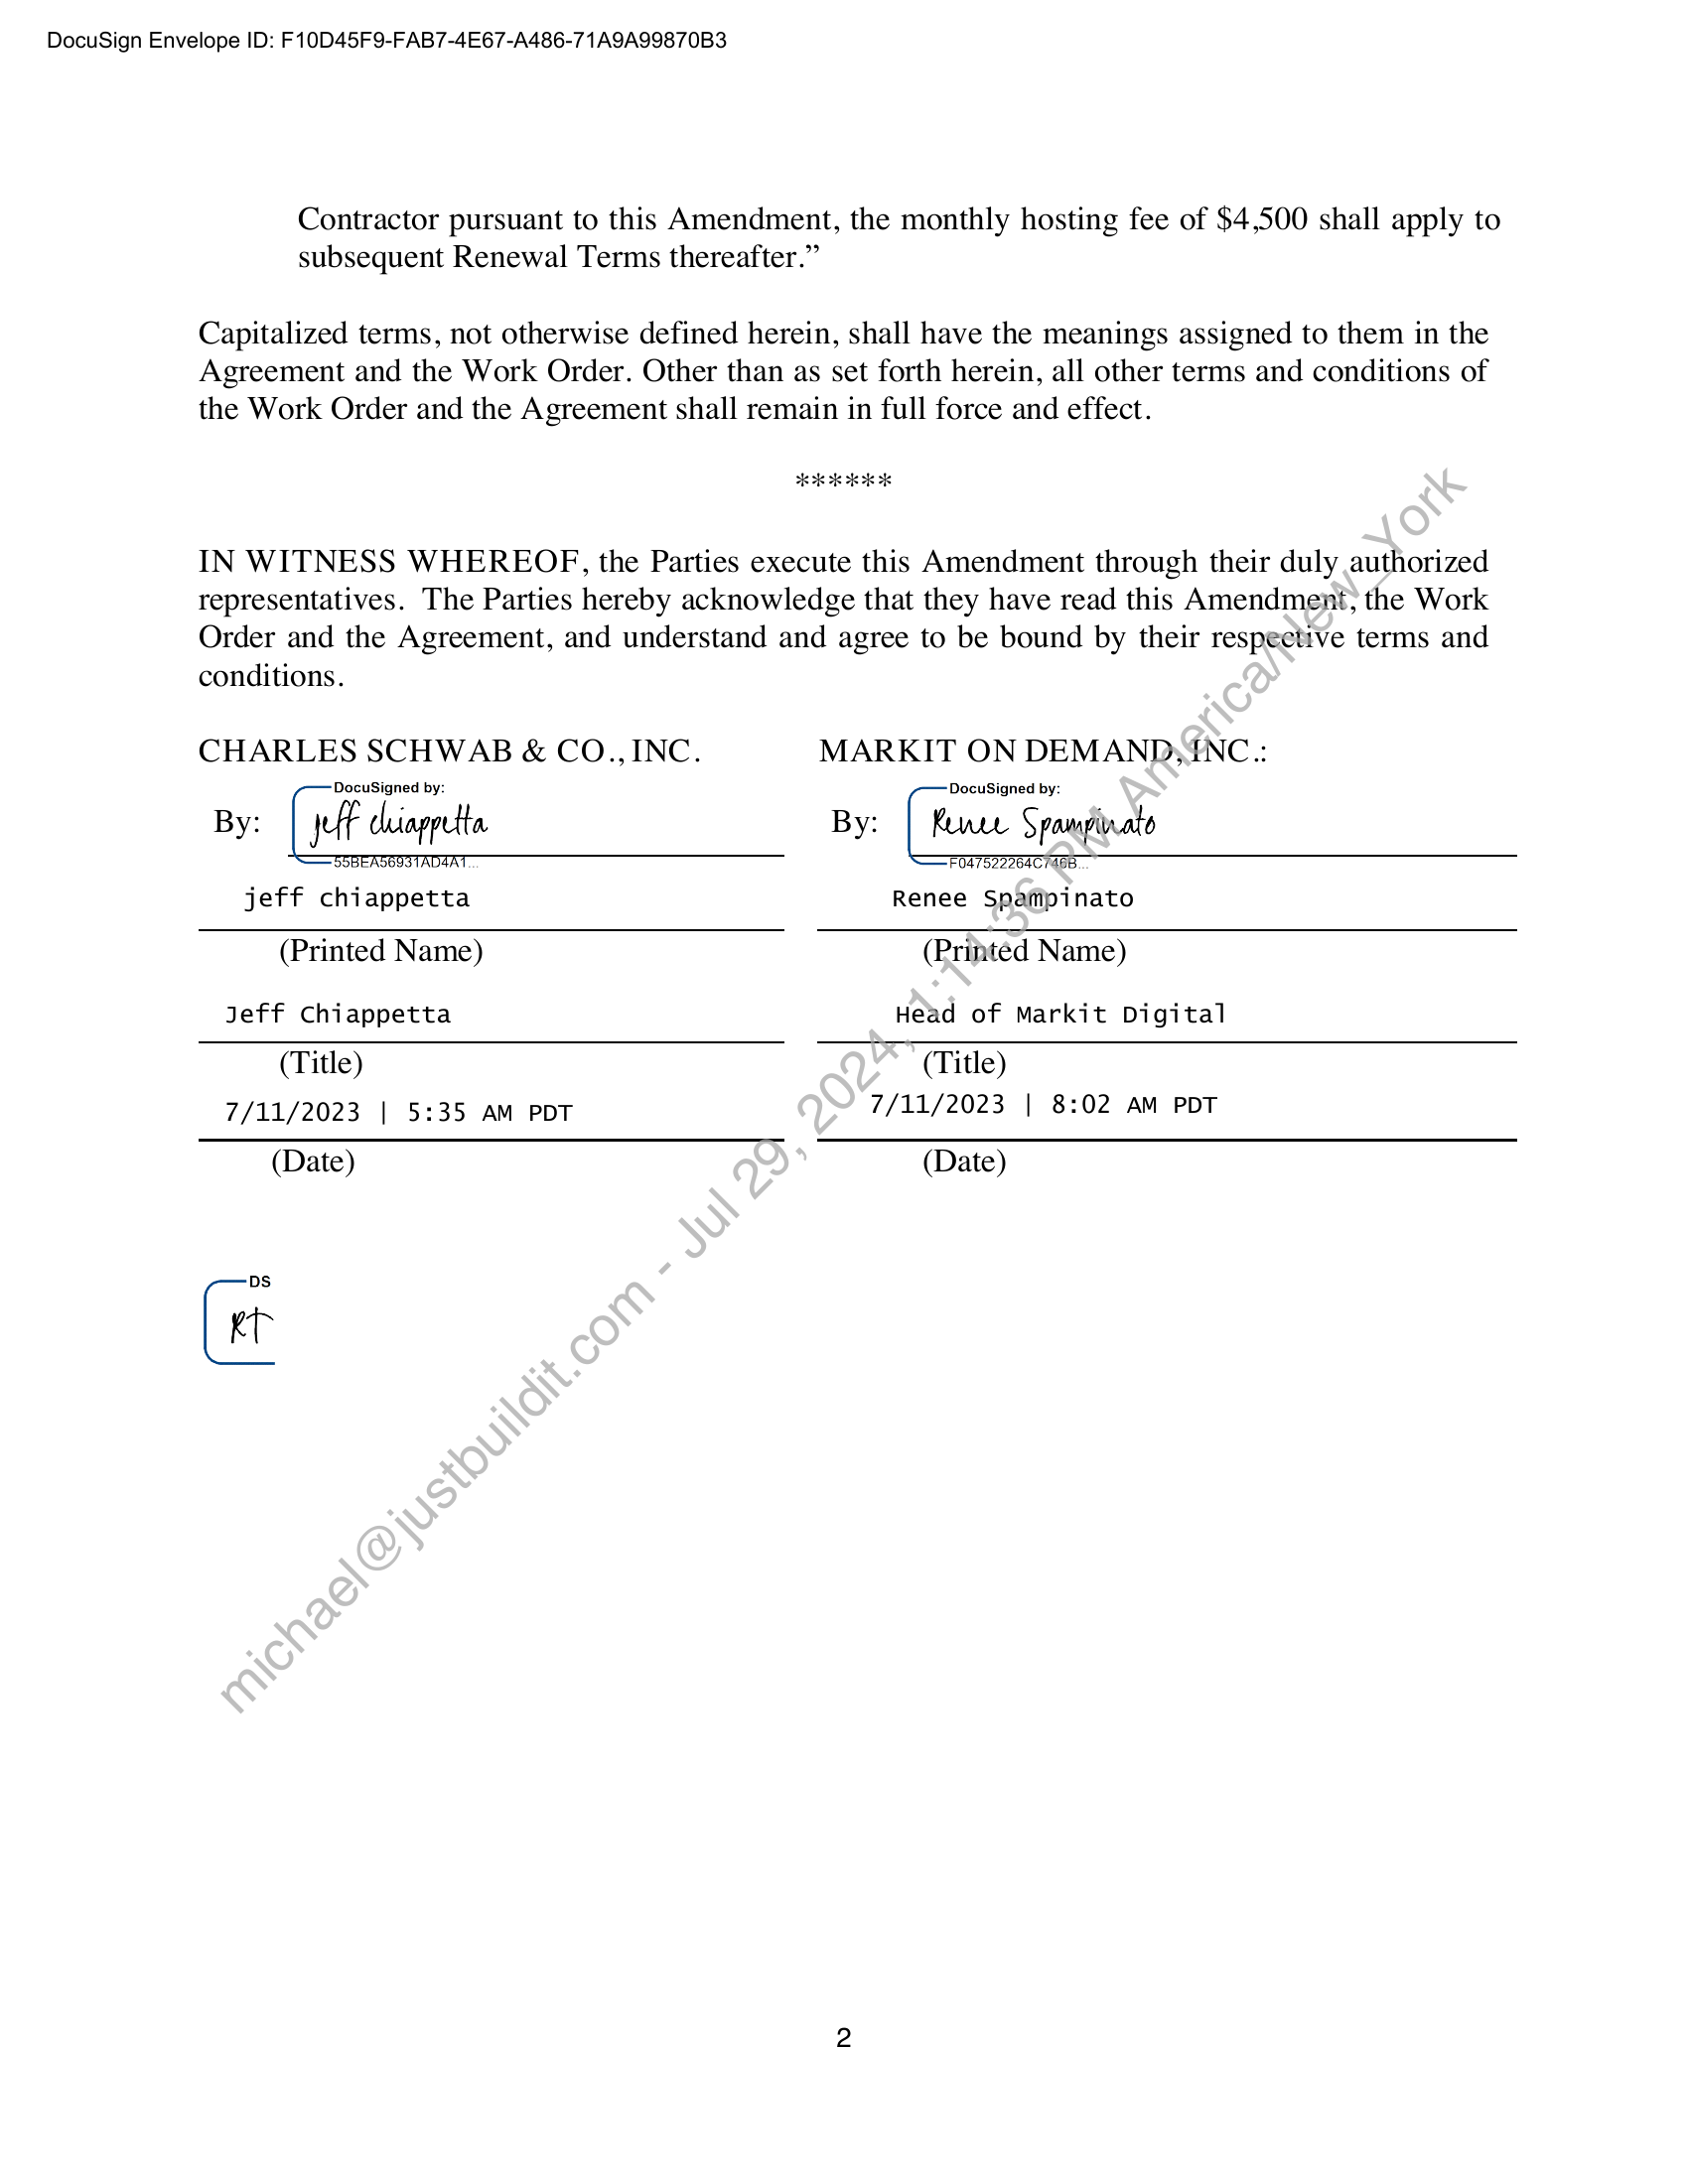 DocuSign Envelope ID: F10D45F9-FAB7-4E67-A486-71A9A99870B3
Contractor pursuant to this Amendment, the monthly hosting fee of $4,500 shall apply to
subsequent Renewal Terms thereafter.”
Capitalized terms, not otherwise defined herein, shall have the meanings assigned to them in the
Agreement and the Work Order. Other than as set forth herein, all other terms and conditions of
the Work Order and the Agreement shall remain in full force and effect.
******
IN WITNESS WHEREOF, the Parties execute this Amendment through their duly authorized
representatives. The Parties hereby acknowledge that they have read this Amendment, the Work
Order and the Agreement, and understand and agree to be bound by their respective terms and
conditions.
CHARLES SCHWAB & CO., INC. MARKIT ON DEMAND, INC.:
DocuSigned by: DocuSigned by:
By: jeff chiappetta By: Renee Spampinato
55BEA56931AD4A1... F047522264C746B...
jeff chiappetta Renee Spampinato
(Printed Name) (Printed Name)
Jeff Chiappetta Head of Markit Digital
(Title) (Title)
7/11/2023 | 5:35 AM PDT 7/11/2023 | 8:02 AM PDT
(Date) (Date)
DS
RT
michael@justbuildit.com - Jul 29, 2024, 1:14:36 PM America/New_York
2